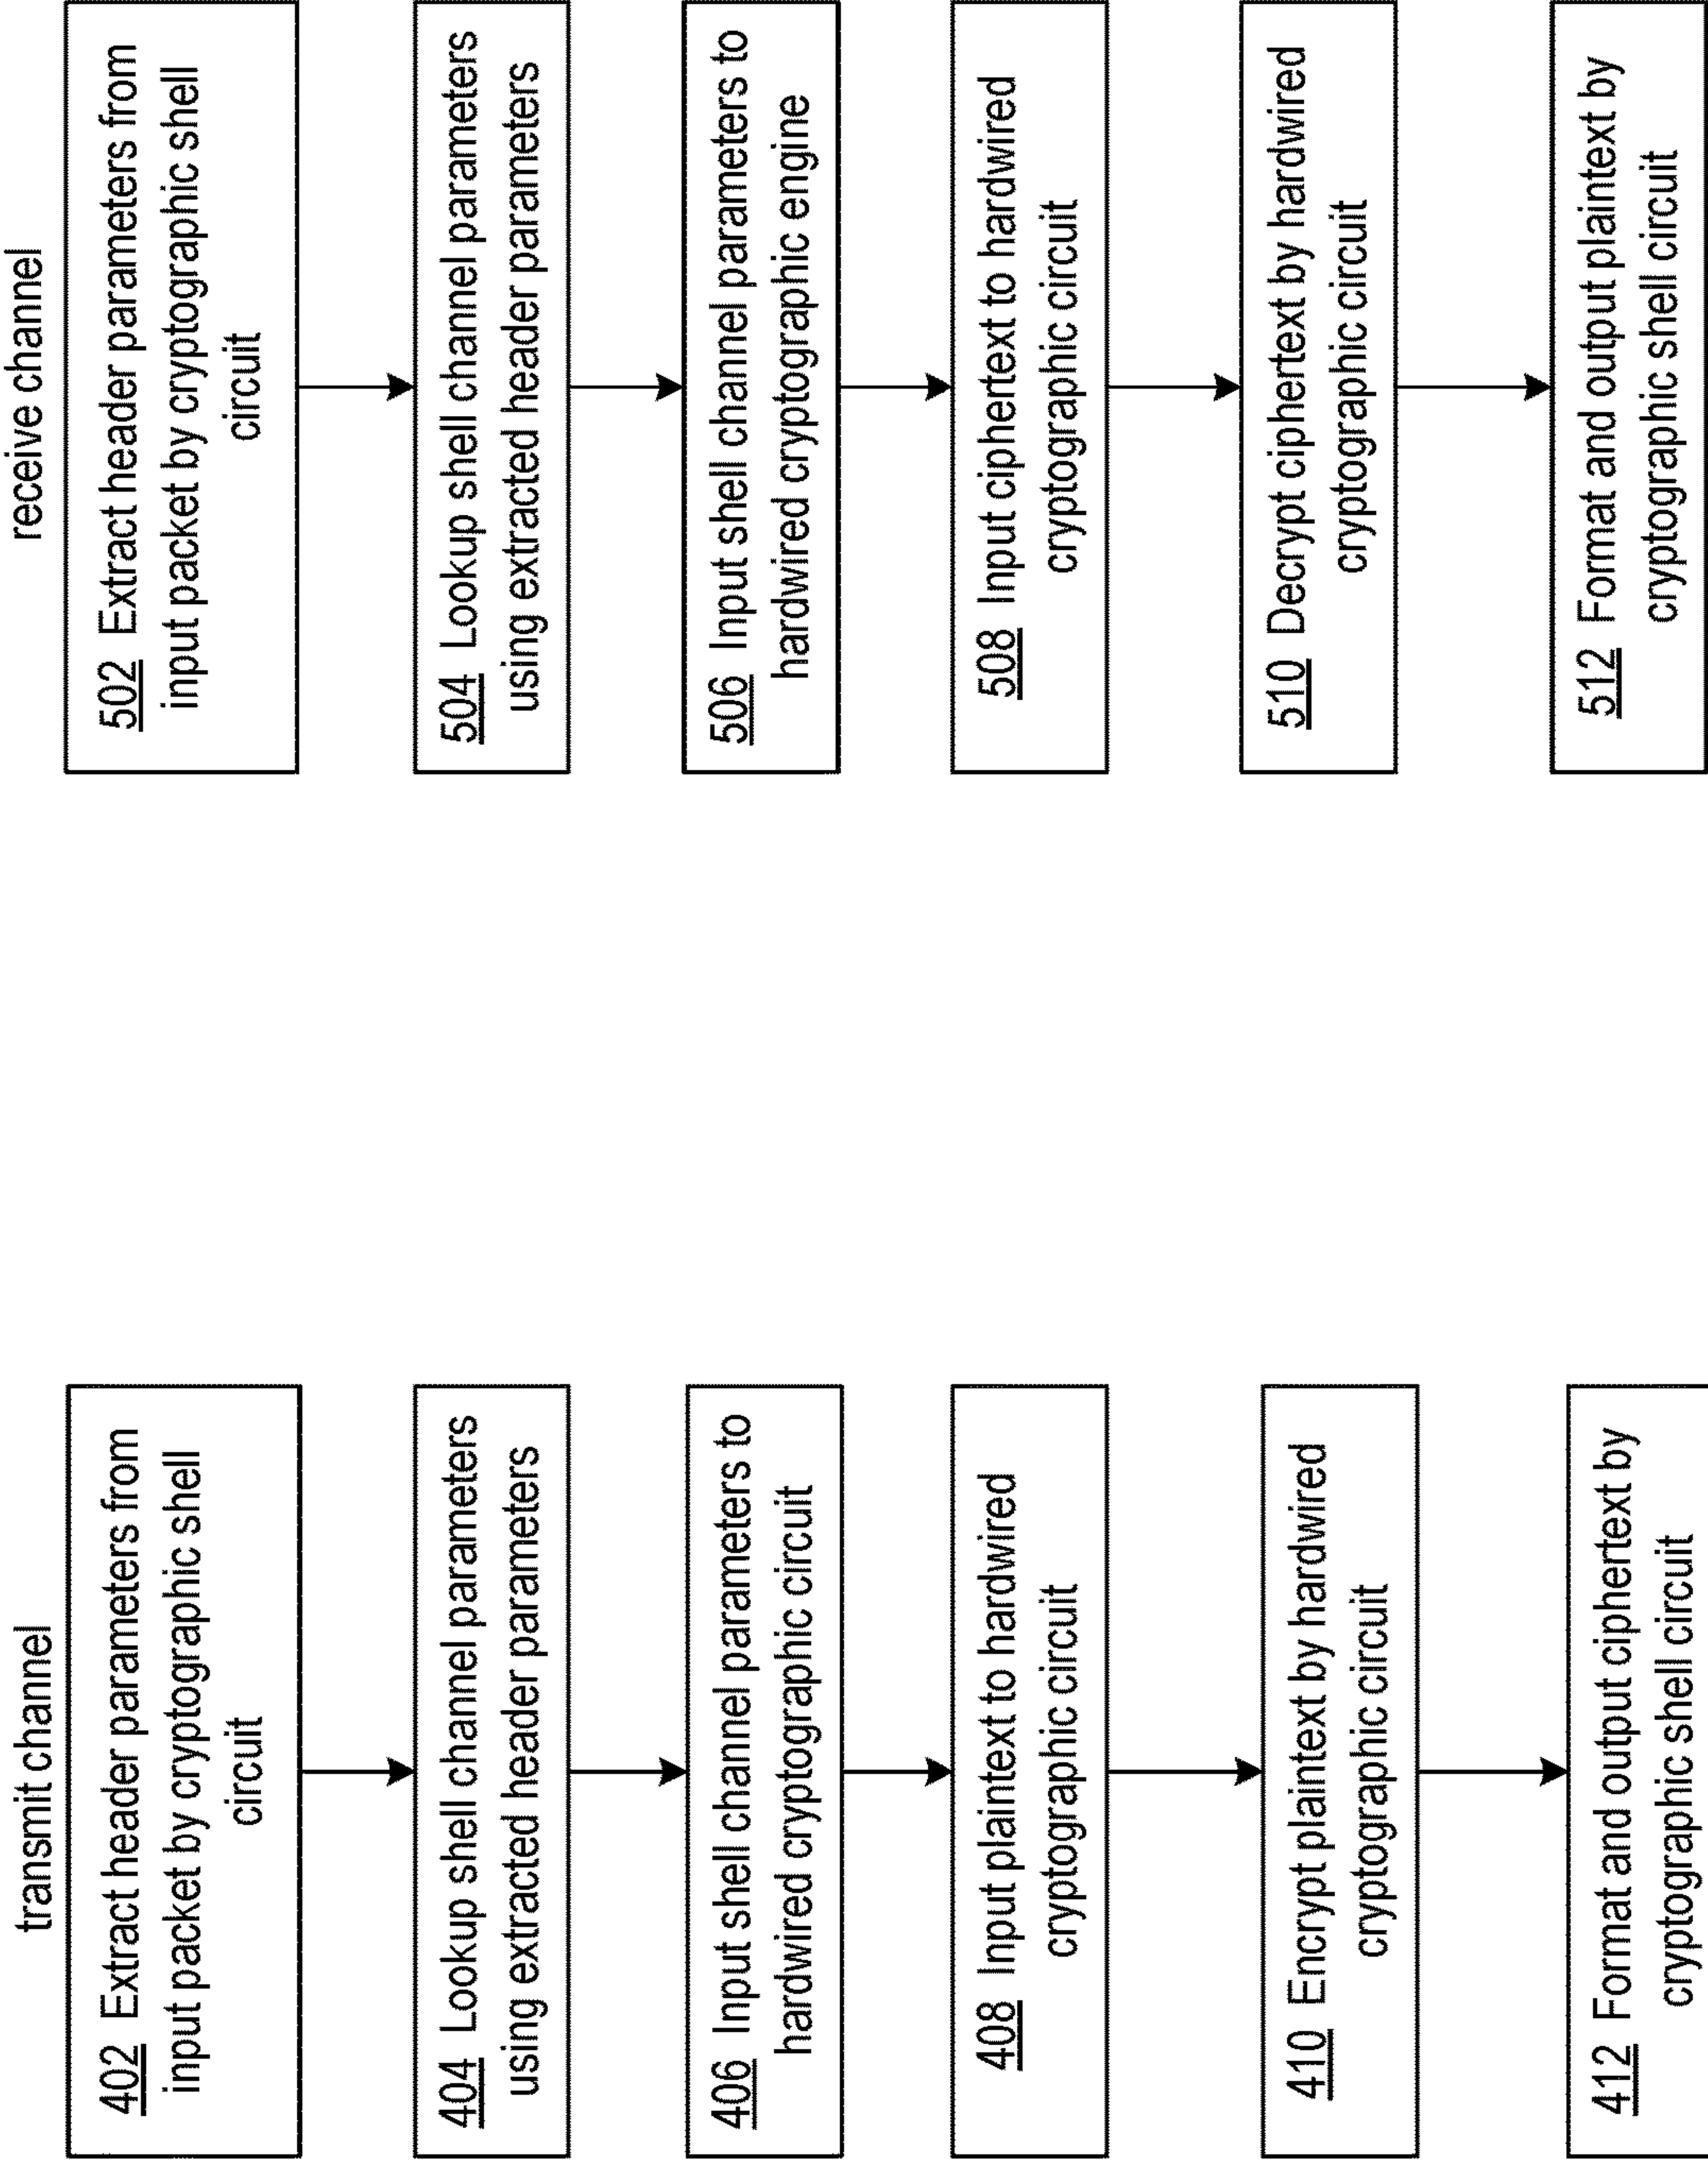 transmit channel
402 Extract header parameters from
input packet by cryptographic shell
circuit
404 Lookup shell channel parameters
using extracted header parameters
406 Input shell channel parameters to
hardwired cryptographic circuit
408 Input plaintext to hardwired
cryptographic circuit
410 Encrypt plaintext by hardwired
cryptographic circuit
412 Format and output ciphertext by
cryptographic shell circuit
receive channel
502 Extract header parameters from
input packet by cryptographic shell
circuit
504 Lookup shell channel parameters
using extracted header parameters
506 Input shell channel parameters to
hardwired cryptographic engine
508 Input ciphertext to hardwired
cryptographic circuit
510 Decrypt ciphertext by hardwired
cryptographic circuit
512 Format and output plaintext by
cryptographic shell circuit